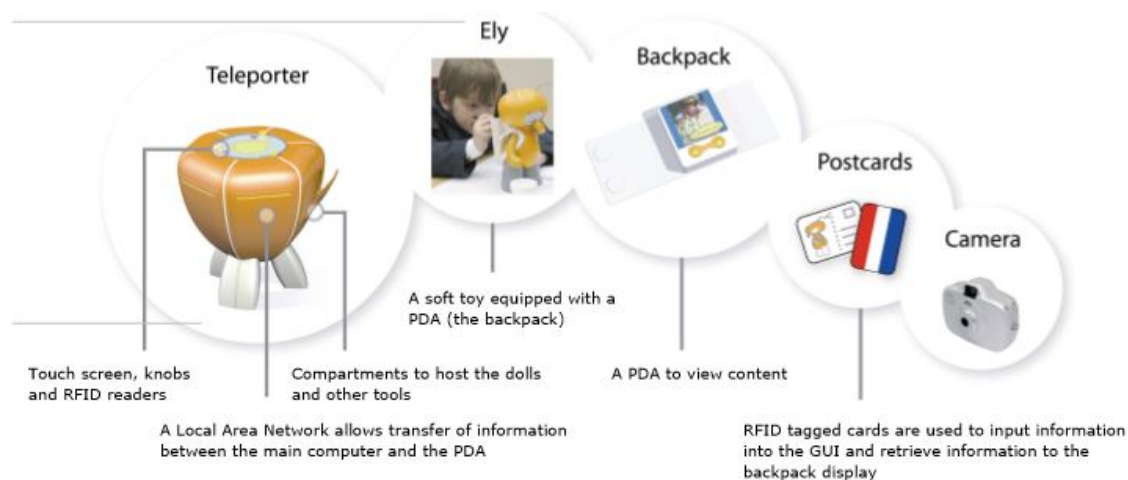 Teleporter
Ely
Backpack
Postcards
Camera
A soft toy equipped with a
PDA (the backpack)
Touch screen, knobs
and RFID readers
Compartments to host the dolls
and other tools
A PDA to view content
A Local Area Network allows transfer of information
between the main computer and the PDA
RFID tagged cards are used to input information
into the GUI and retrieve information to the
backpack display